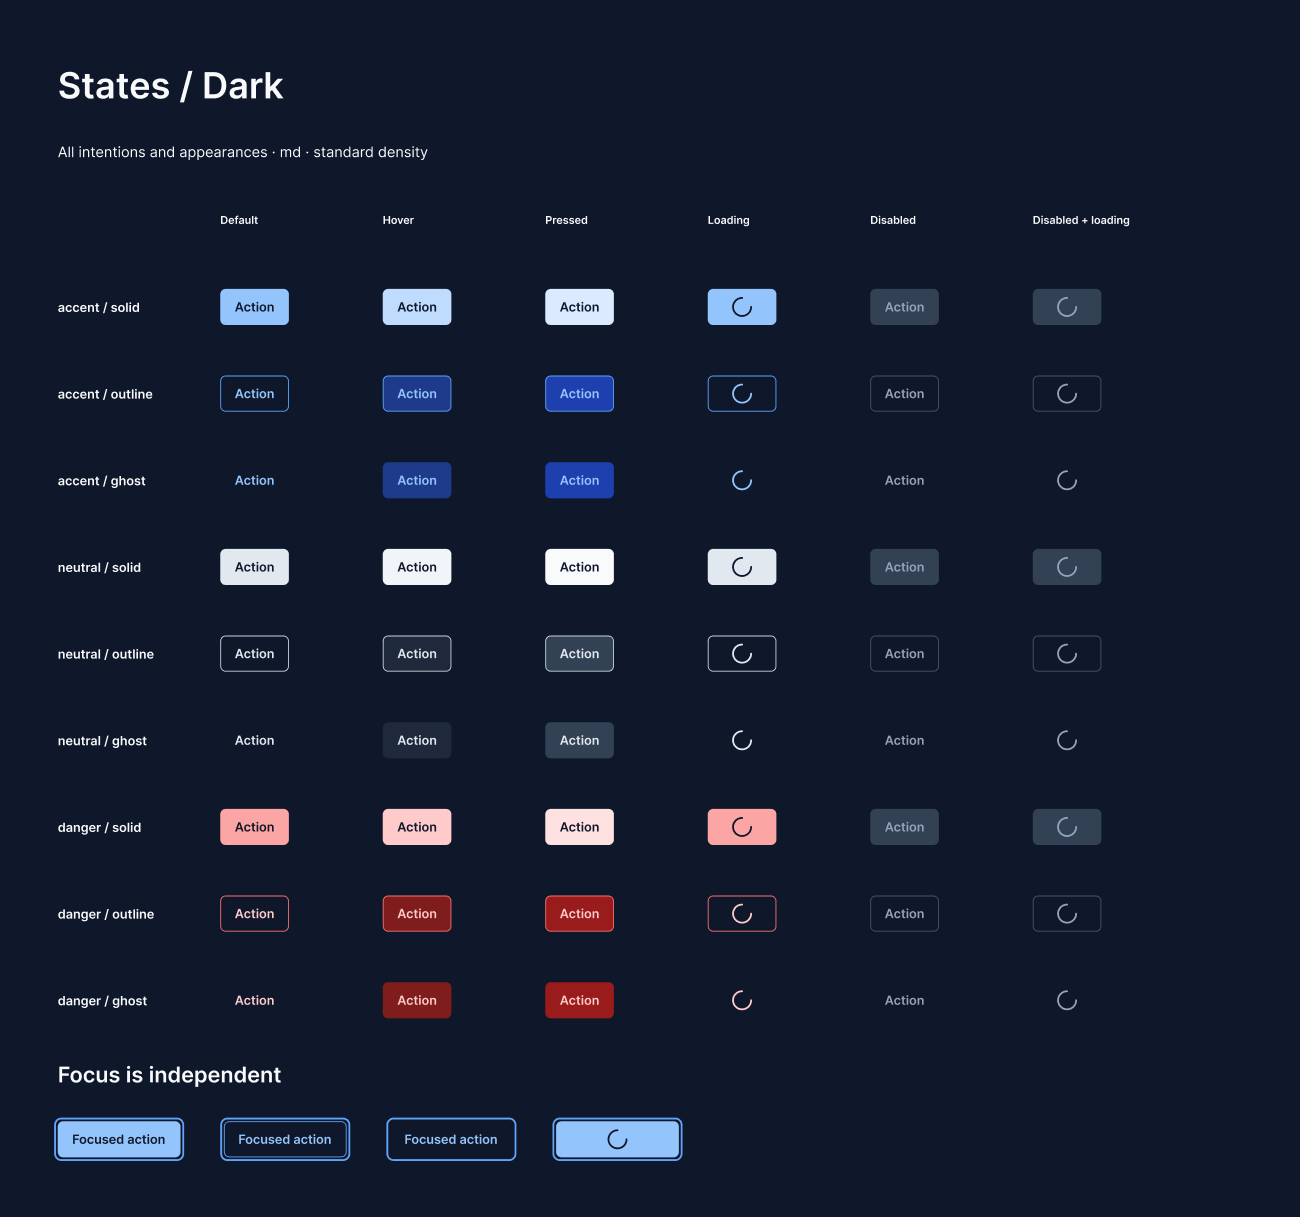 States / Dark
All intentions and appearances · md · standard density
Default Hover Pressed Loading Disabled Disabled + loading
accent / solid Action Action Action Action
accent / outline Action Action Action Action
accent / ghost Action Action Action Action
neutral / solid Action Action Action Action
neutral / outline Action Action Action Action
neutral / ghost Action Action Action Action
danger / solid Action Action Action Action
danger / outline Action Action Action Action
danger / ghost Action Action Action Action
Focus is independent
Focused action Focused action Focused action